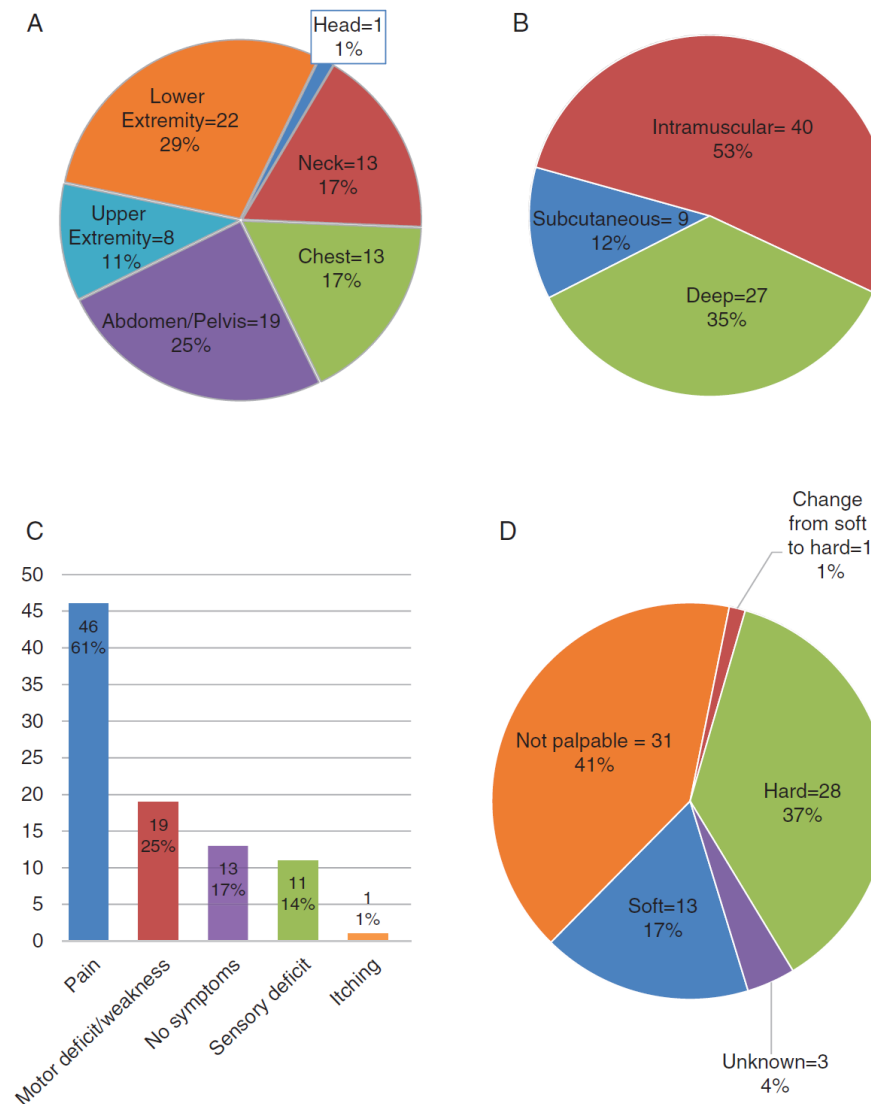 A
Head=1
1%
Lower
Extremity=22
29%
Neck=13
17%
Upper
Extremity=8
11%
Chest=13
17%
Abdomen/Pelvis=19
25%
B
Intramuscular= 40
53%
Subcutaneous= 9
12%
Deep=27
35%
C
50
45
40
35
30
25
20
15
10
5
0
46
61%
19
25%
13
17%
11
14%
1
1%
Pain
Motor deficit/weakness
No symptoms
Sensory deficit
Itching
D
Change
from soft
to hard=1
1%
Not palpable = 31
41%
Hard=28
37%
Soft=13
17%
Unknown=3
4%